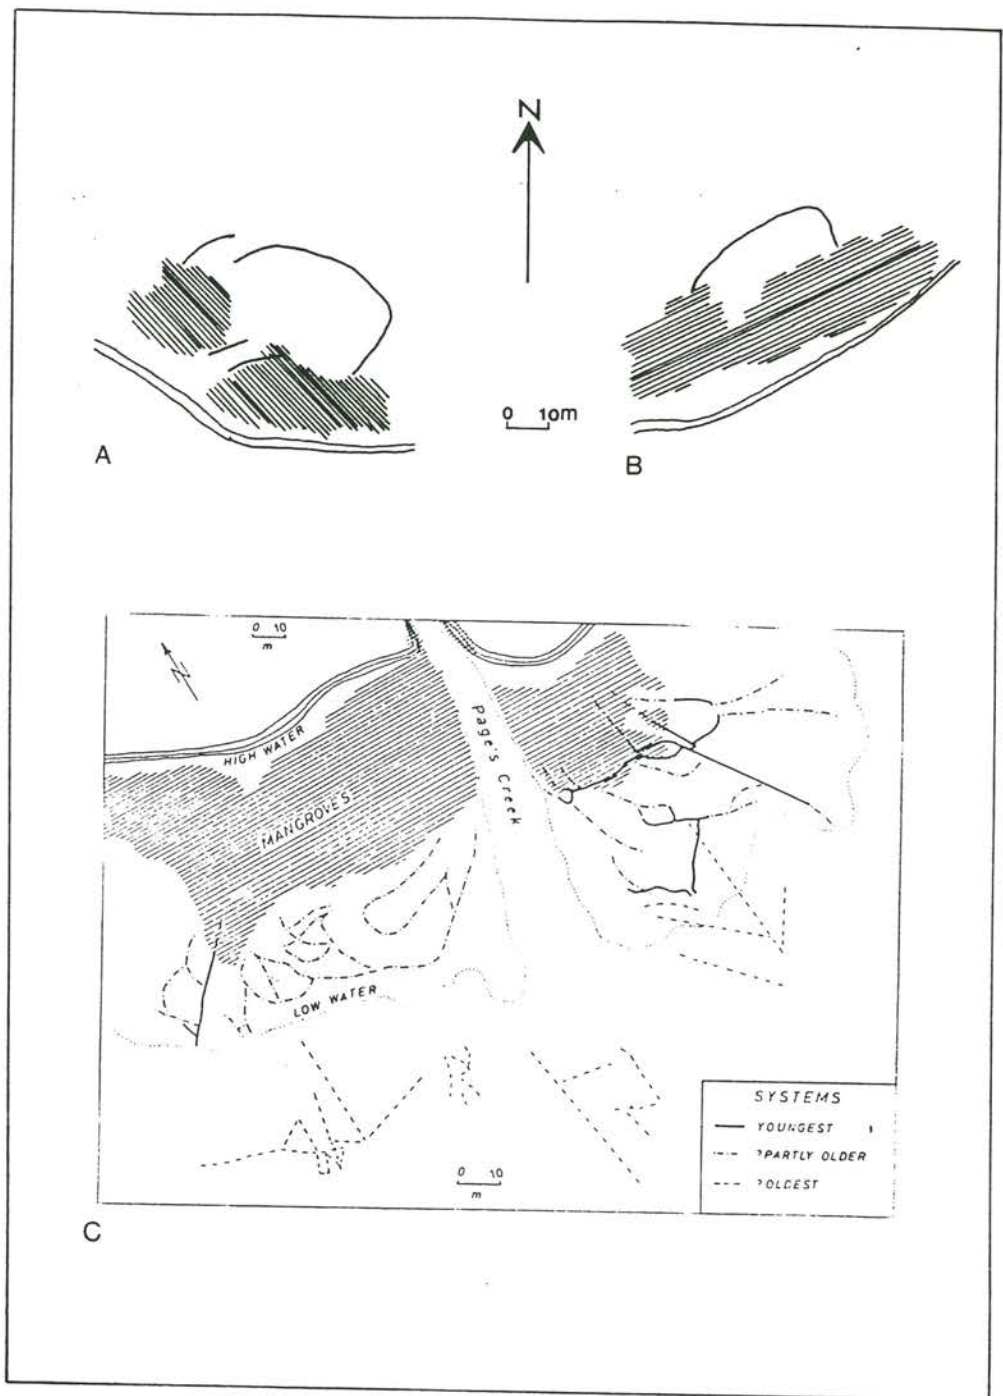 N
0 10m
A
B
0 10
m
N
HIGH WATER
MANGROVES
Page's Creek
LOW WATER
0 10
m
SYSTEMS
YOUNGEST
?PARTLY OLDER
?OLDEST
C